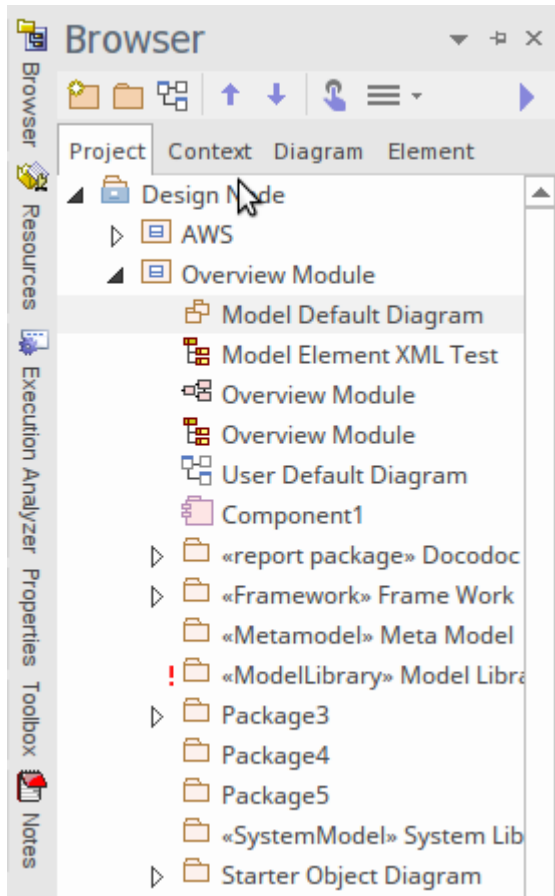 Browser
Project Context Diagram Element
Design Node
AWS
Overview Module
Model Default Diagram
Model Element XML Test
Overview Module
Overview Module
User Default Diagram
Component1
«report package» Docodoc
«Framework» Frame Work
«Metamodel» Meta Model
! «ModelLibrary» Model Libra
Package3
Package4
Package5
«SystemModel» System Lib
Starter Object Diagram
Browser
Resources
Execution Analyzer
Properties
Toolbox
Notes